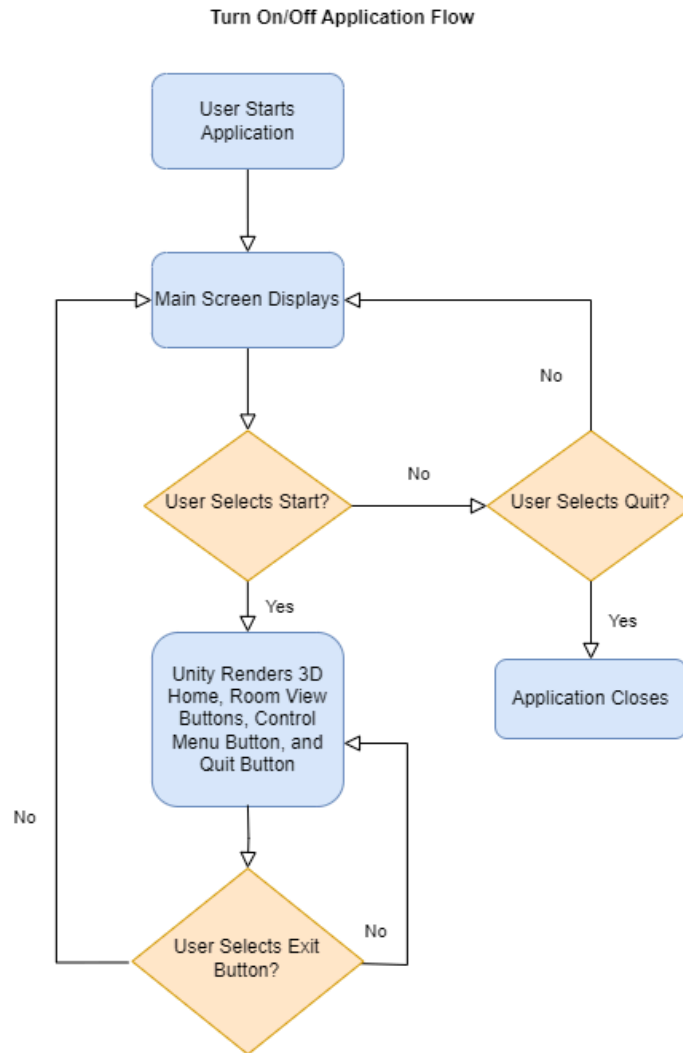 Turn On/Off Application Flow
User Starts
Application
Main Screen Displays
No
User Selects Start?
No
User Selects Quit?
Yes
Yes
Unity Renders 3D
Home, Room View
Buttons, Control
Menu Button, and
Quit Button
Application Closes
No
No
User Selects Exit
Button?